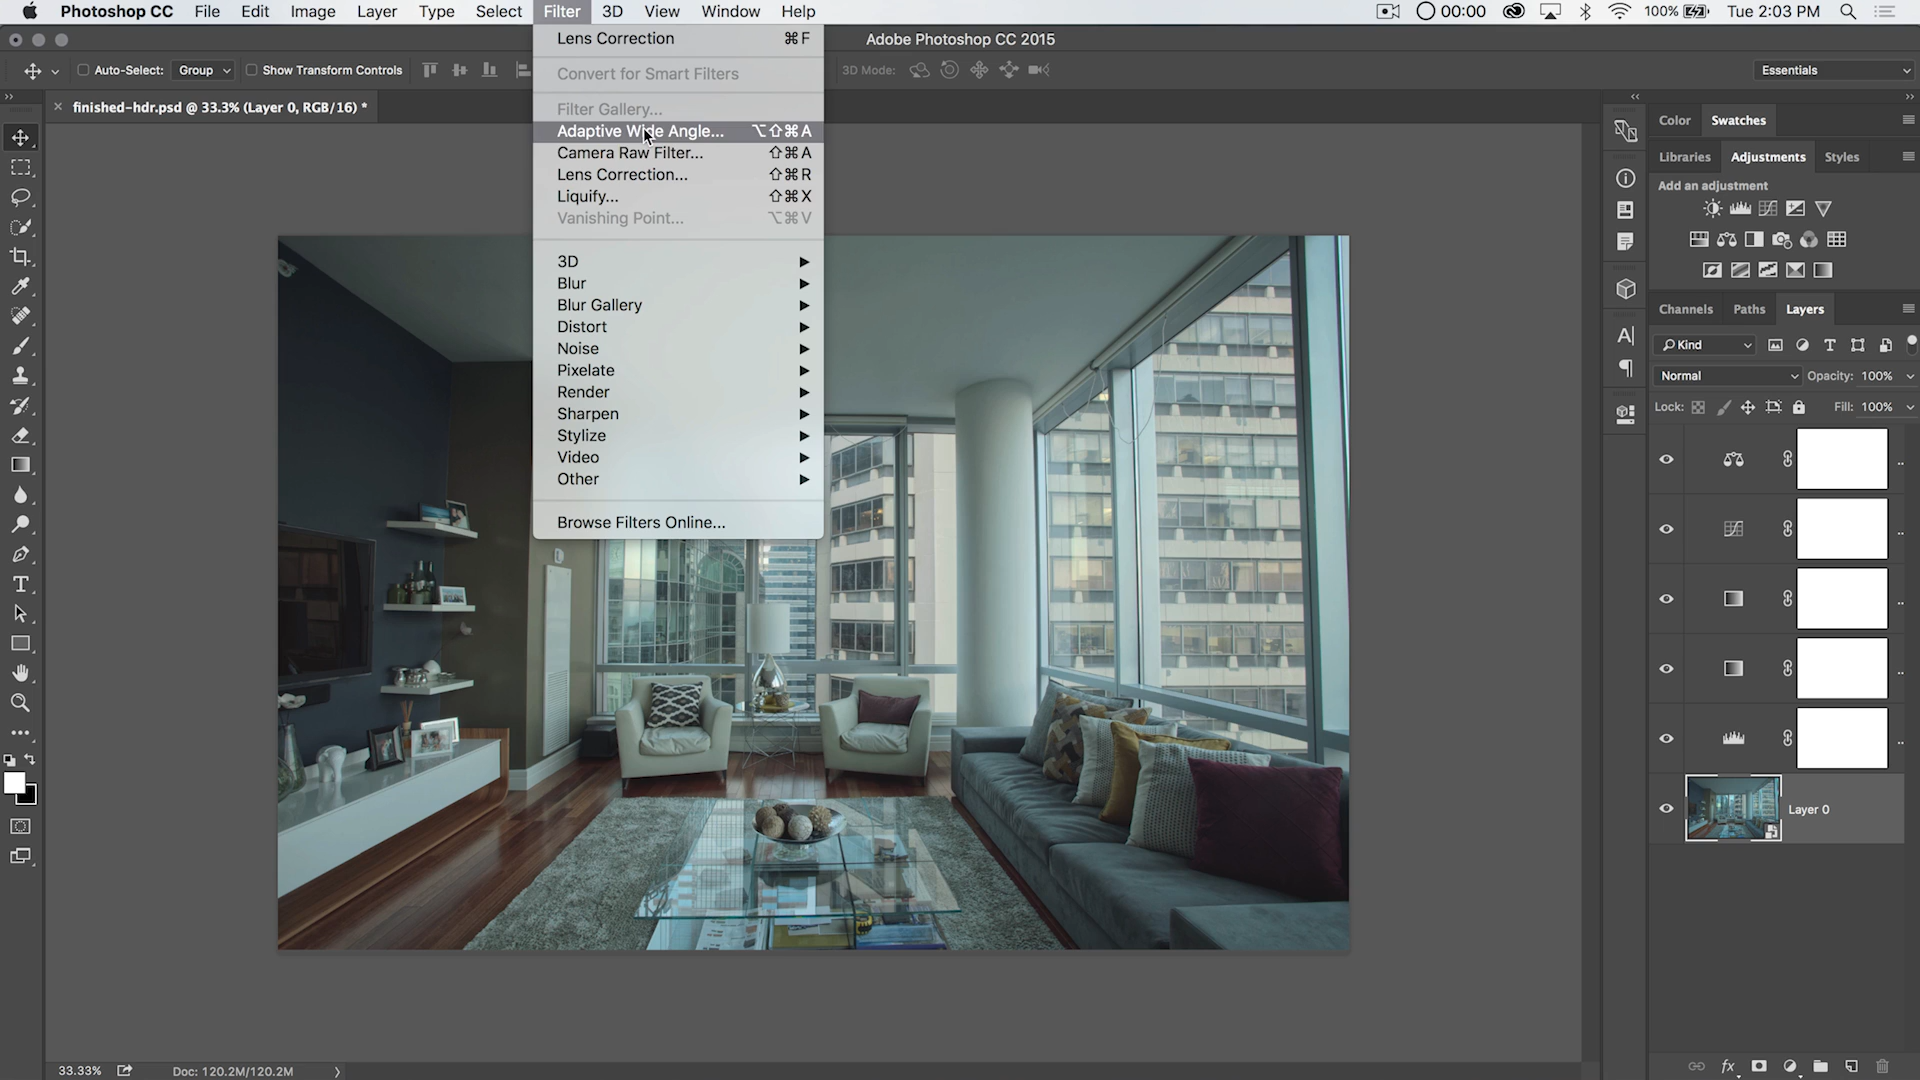 Photoshop CC File Edit Image Layer Type Select Filter 3D View Window Help 00:00 100% Tue 2:03 PM
Adobe Photoshop CC 2015
Auto-Select: Group Show Transform Controls 3D Mode: Essentials
finished-hdr.psd @ 33.3% (Layer 0, RGB/16) *
Lens Correction ⌘F
Convert for Smart Filters
Filter Gallery...
Adaptive Wide Angle... ⌥⇧⌘A
Camera Raw Filter... ⇧⌘A
Lens Correction... ⇧⌘R
Liquify... ⇧⌘X
Vanishing Point... ⌥⌘V
3D
Blur
Blur Gallery
Distort
Noise
Pixelate
Render
Sharpen
Stylize
Video
Other
Browse Filters Online...
Color Swatches
Libraries Adjustments Styles
Add an adjustment
Channels Paths Layers
Kind
Normal Opacity: 100%
Lock: Fill: 100%
Layer 0
33.33% Doc: 120.2M/120.2M